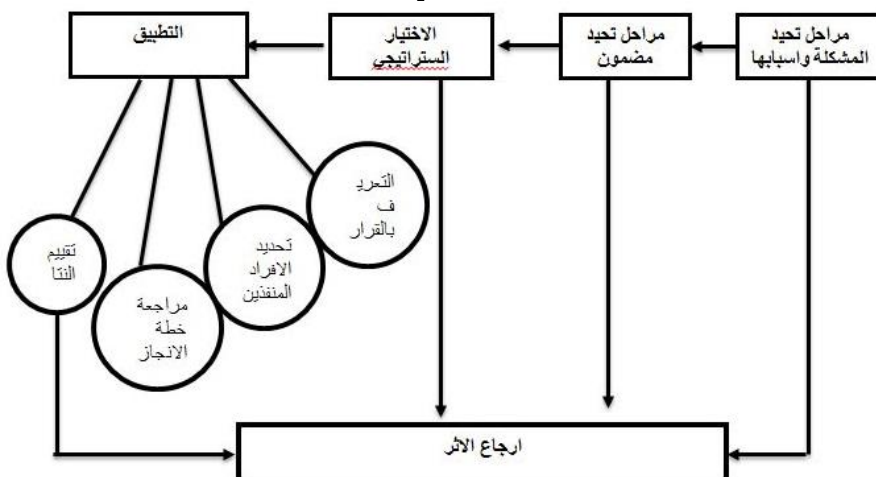 مراحل تحيد
المشكلة واسبابها
مراحل تحيد
مضمون
الاختيار
الستراتيجي
التطبيق
التعريـ
ف
بالقرار
تحديد
الافراد
المنفذين
مراجعة
خطة
الانجاز
تقييم
النتا
ارجاع الاثر